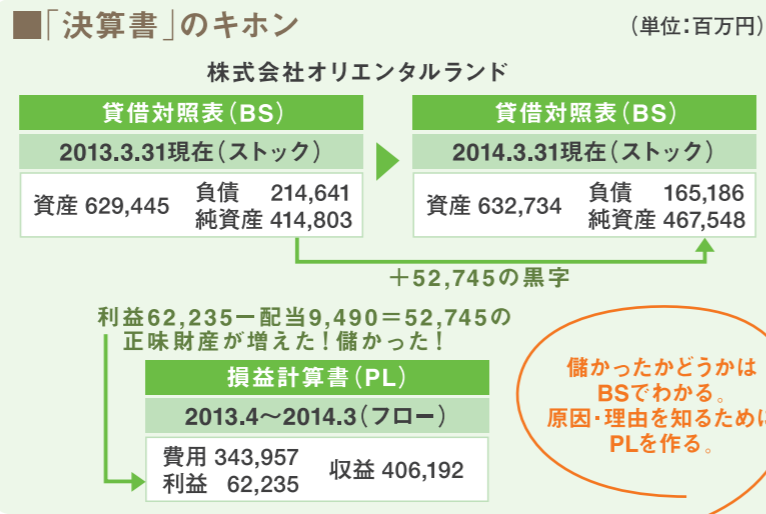 ■「決算書」のキホン
(単位:百万円)
株式会社オリエンタルランド
貸借対照表(BS)
2013.3.31現在(ストック)
資産 629,445
負債 214,641
純資産 414,803
貸借対照表(BS)
2014.3.31現在(ストック)
資産 632,734
負債 165,186
純資産 467,548
+52,745の黒字
利益62,235ー配当9,490=52,745の
正味財産が増えた!儲かった!
損益計算書(PL)
2013.4〜2014.3(フロー)
費用 343,957
利益 62,235
収益 406,192
儲かったかどうかは
BSでわかる。
原因・理由を知るために
PLを作る。